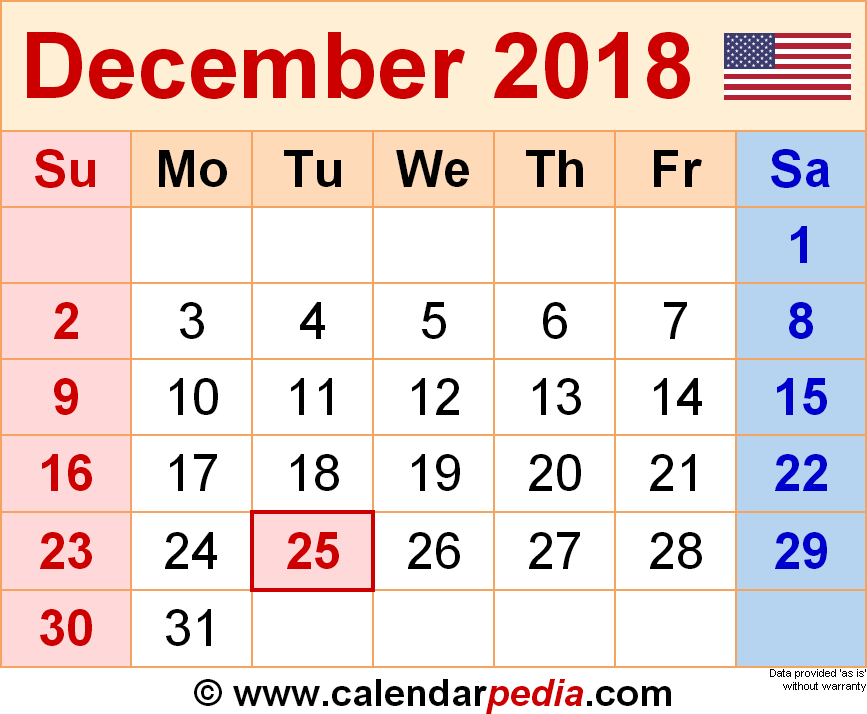 December 2018
Su Mo Tu We Th Fr Sa
1
2 3 4 5 6 7 8
9 10 11 12 13 14 15
16 17 18 19 20 21 22
23 24 25 26 27 28 29
30 31
© www.calendarpedia.com
Data provided 'as is'
without warranty